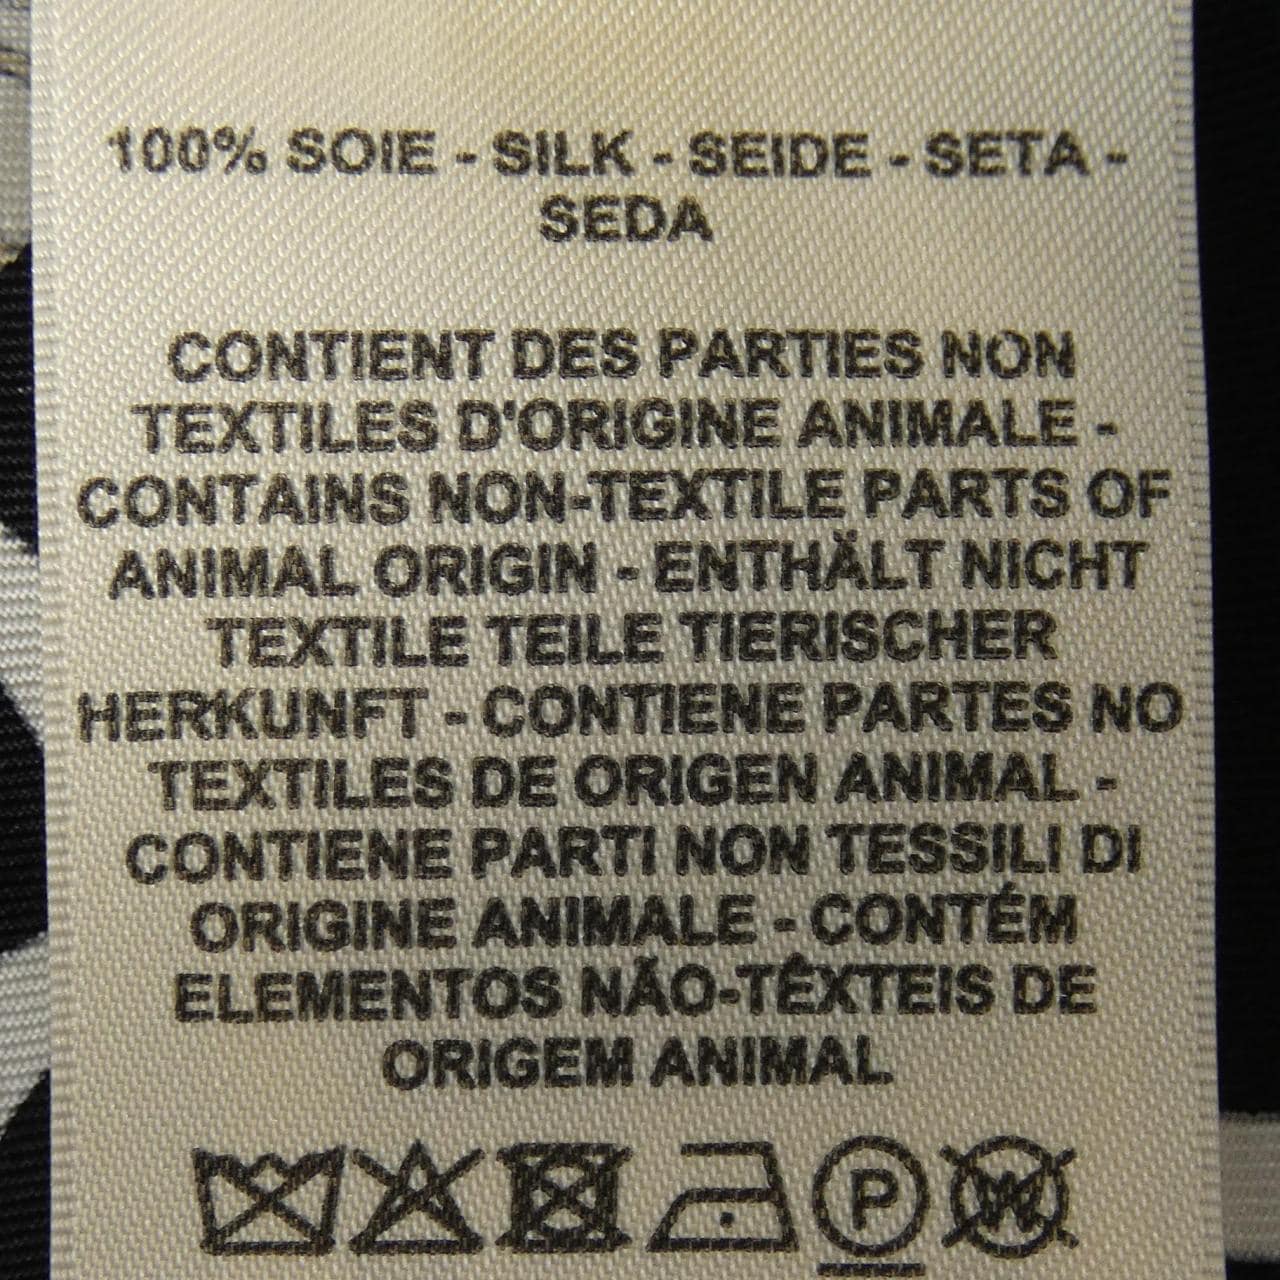 100% SOIE - SILK - SEIDE - SETA -
SEDA
CONTIENT DES PARTIES NON
TEXTILES D'ORIGINE ANIMALE -
CONTAINS NON-TEXTILE PARTS OF
ANIMAL ORIGIN - ENTHÄLT NICHT
TEXTILE TEILE TIERISCHER
HERKUNFT - CONTIENE PARTES NO
TEXTILES DE ORIGEN ANIMAL -
CONTIENE PARTI NON TESSILI DI
ORIGINE ANIMALE - CONTÉM
ELEMENTOS NÃO-TÊXTEIS DE
ORIGEM ANIMAL
P W